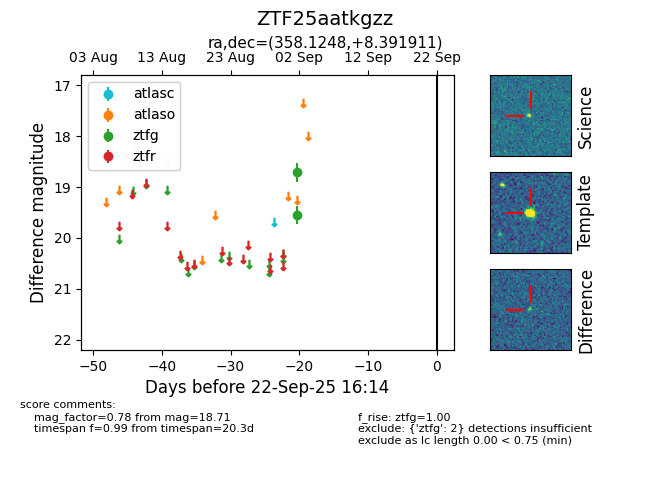 ZTF25aatkgzz
ra,dec=(358.1248,+8.391911)
03 Aug 13 Aug 23 Aug 02 Sep 12 Sep 22 Sep
17
18
19
20
21
22
Difference magnitude
atlasc
atlaso
ztfg
ztfr
−50 −40 −30 −20 −10 0
Days before 22-Sep-25 16:14
Science
Template
Difference
score comments:
mag_factor=0.78 from mag=18.71
timespan f=0.99 from timespan=20.3d
f_rise: ztfg=1.00
exclude: {'ztfg': 2} detections insufficient
exclude as lc length 0.00 < 0.75 (min)